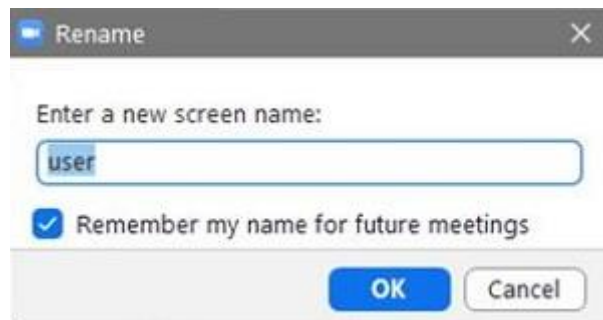 Rename
Enter a new screen name:
user
Remember my name for future meetings
OK Cancel